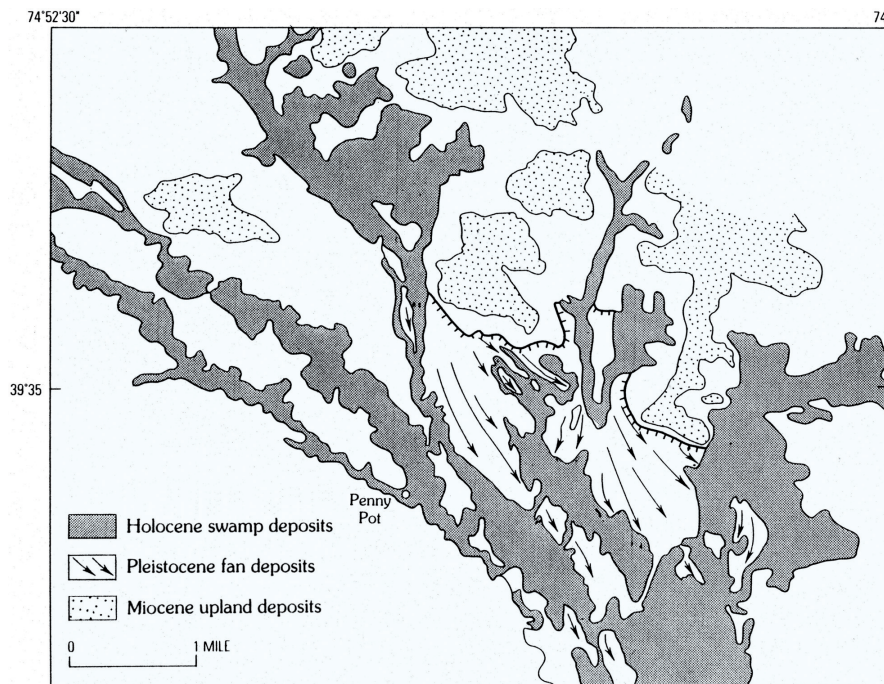 74°52'30"
74
39°35
Penny
Pot
Holocene swamp deposits
Pleistocene fan deposits
Miocene upland deposits
0 1 MILE